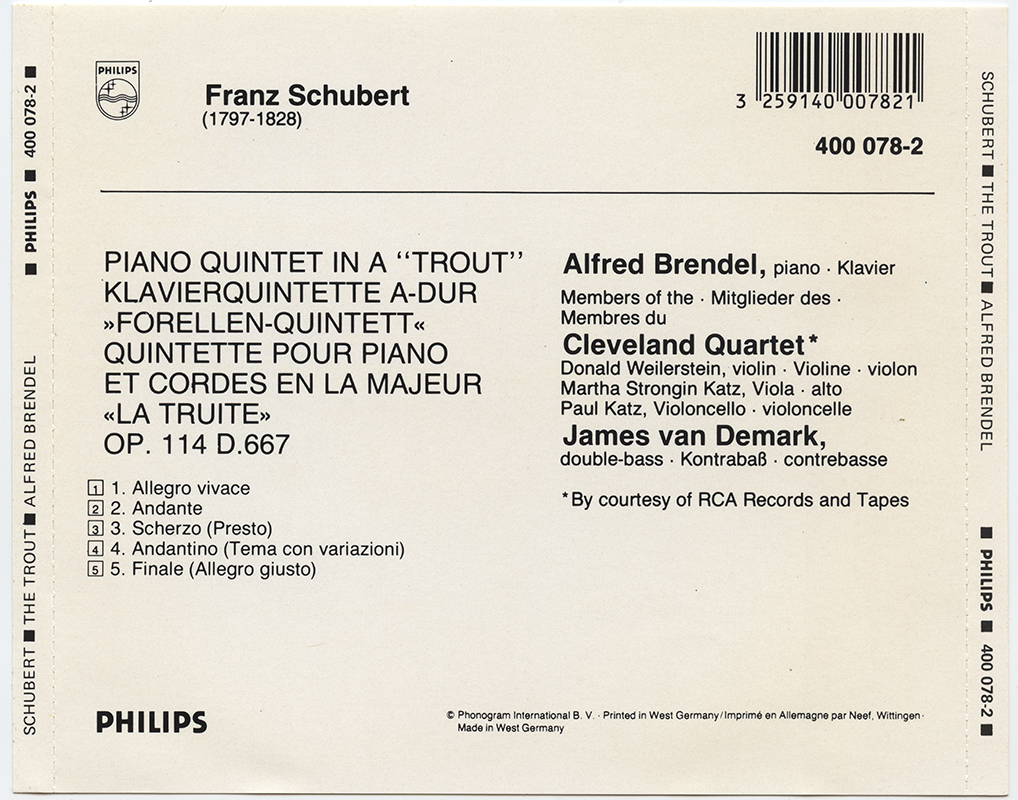 PHILIPS
Franz Schubert
(1797-1828)
3 259140 007821
400 078-2
PIANO QUINTET IN A ‘‘TROUT’’
KLAVIERQUINTETTE A-DUR
»FORELLEN-QUINTETT«
QUINTETTE POUR PIANO
ET CORDES EN LA MAJEUR
«LA TRUITE»
OP. 114 D.667
1 1. Allegro vivace
2 2. Andante
3 3. Scherzo (Presto)
4 4. Andantino (Tema con variazioni)
5 5. Finale (Allegro giusto)
Alfred Brendel, piano · Klavier
Members of the · Mitglieder des ·
Membres du
Cleveland Quartet*
Donald Weilerstein, violin · Violine · violon
Martha Strongin Katz, Viola · alto
Paul Katz, Violoncello · violoncelle
James van Demark,
double-bass · Kontrabaß · contrebasse
*By courtesy of RCA Records and Tapes
PHILIPS
© Phonogram International B. V. · Printed in West Germany/Imprimé en Allemagne par Neef, Wittingen·
Made in West Germany
SCHUBERT ■ THE TROUT ■ ALFRED BRENDEL ■ PHILIPS ■ 400 078-2 ■
SCHUBERT ■ THE TROUT ■ ALFRED BRENDEL ■ PHILIPS ■ 400 078-2 ■